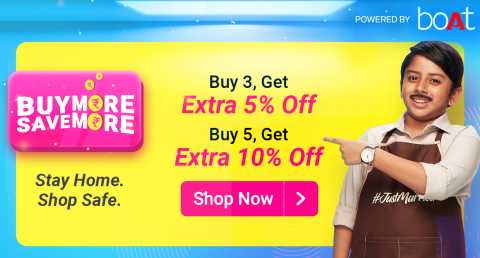 POWERED BY boAt
BUYMORE
SAVEMORE
Buy 3, Get
Extra 5% Off
Buy 5, Get
Extra 10% Off
Stay Home.
Shop Safe.
Shop Now